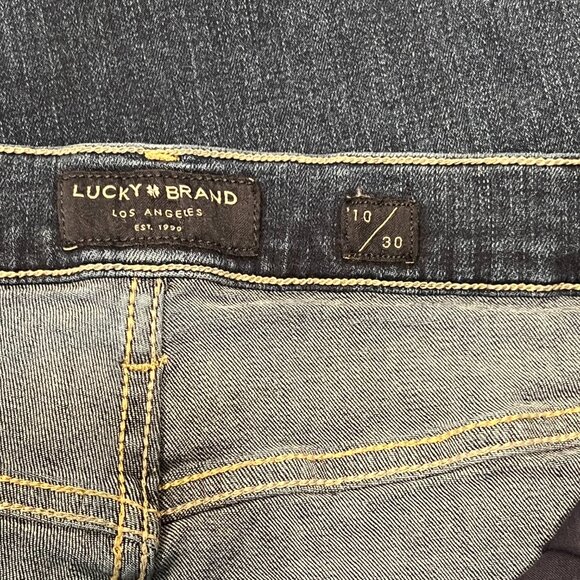 LUCKY BRAND
LOS ANGELES
EST. 1990
10
30